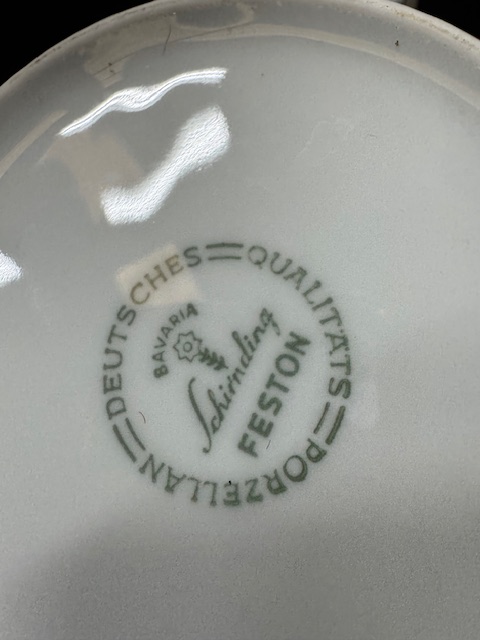 DEUTSCHES = QUALITÄTS = PORZELLAN =
BAVARIA
Schirnding
FESTON